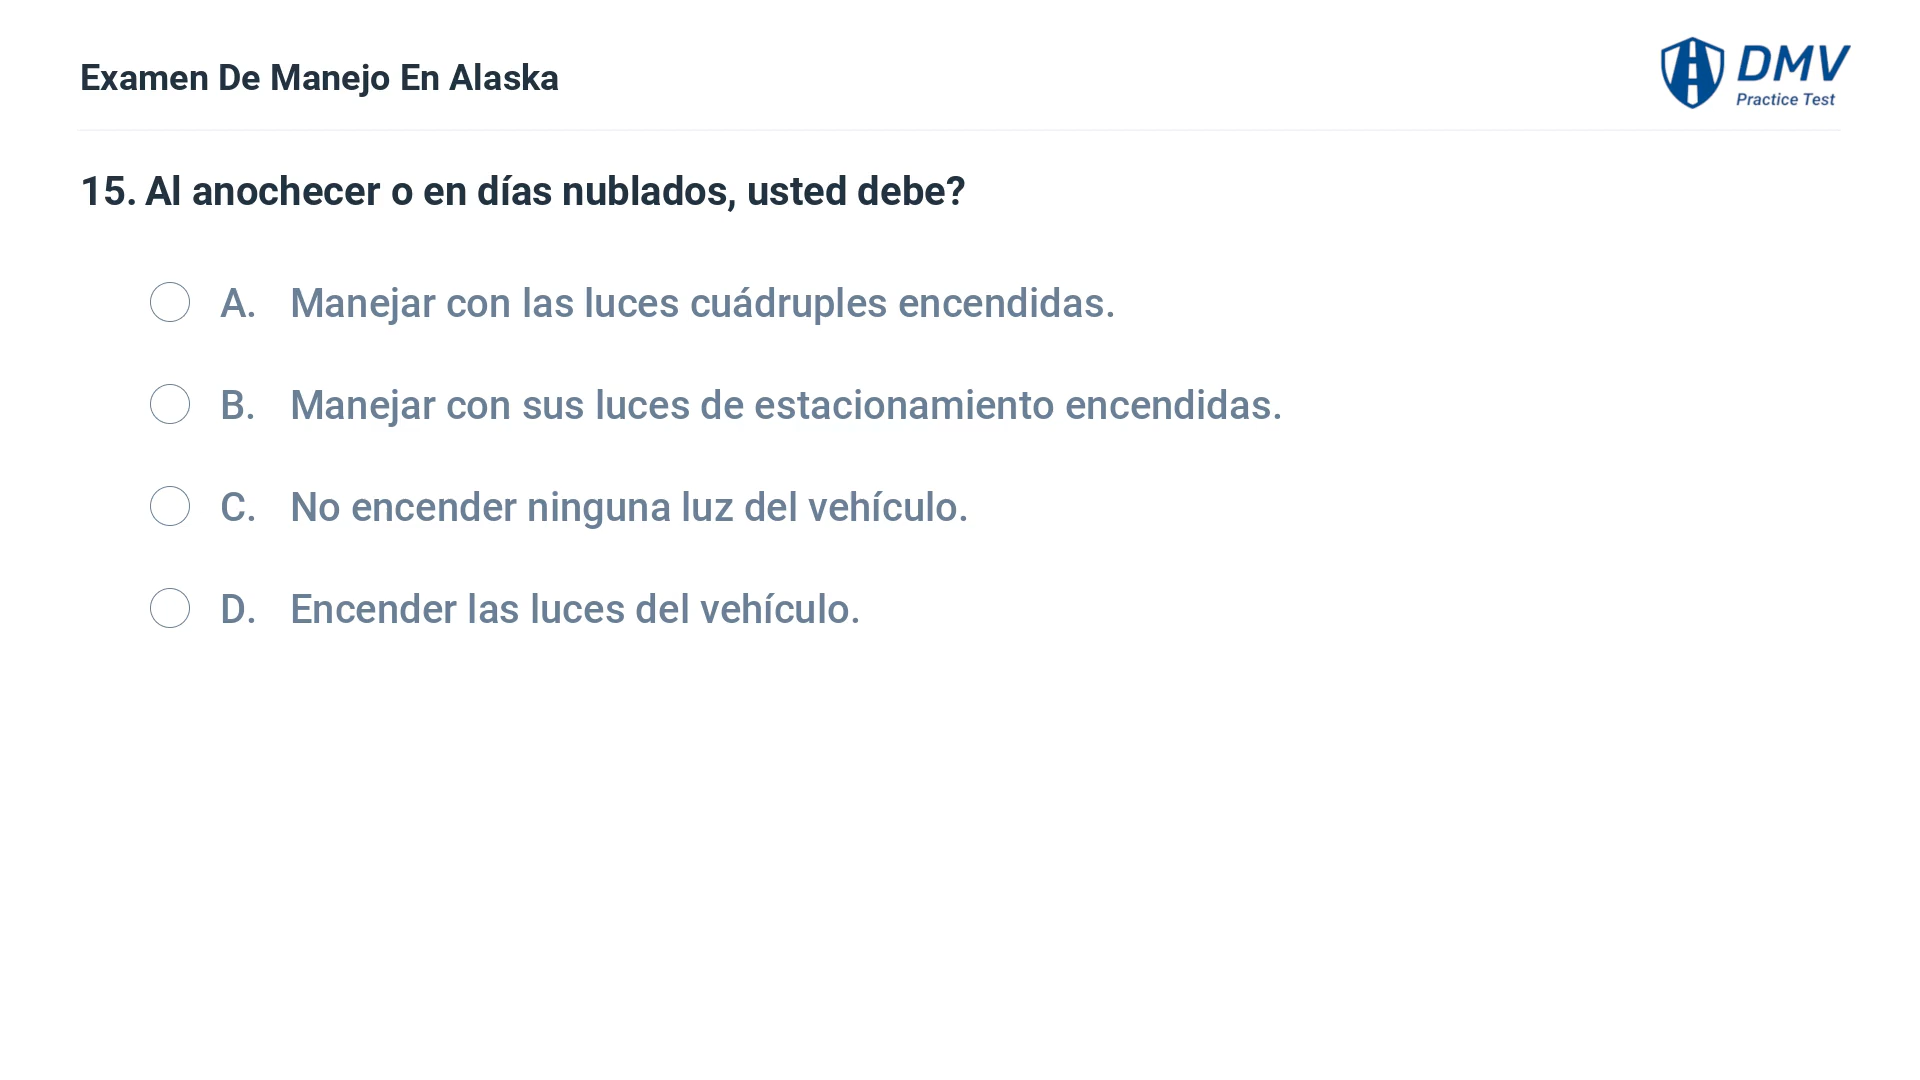 Examen De Manejo En Alaska
DMV
Practice Test
15. Al anochecer o en días nublados, usted debe?
A. Manejar con las luces cuádruples encendidas.
B. Manejar con sus luces de estacionamiento encendidas.
C. No encender ninguna luz del vehículo.
D. Encender las luces del vehículo.